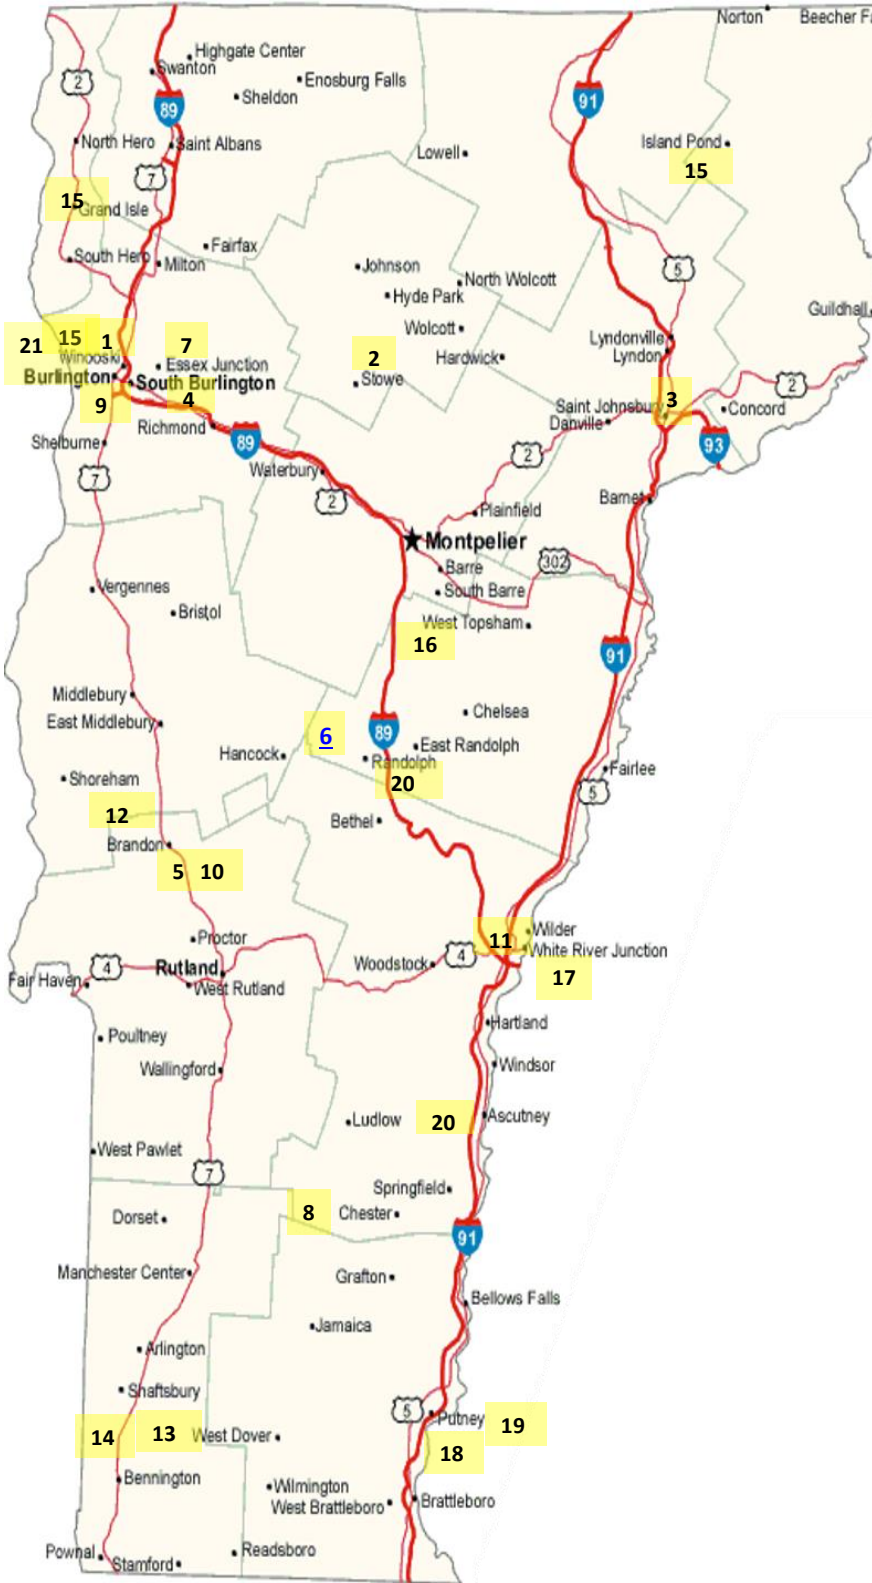 Norton
Beecher Fa
Highgate Center
Swanton
Enosburg Falls
2
Sheldon
89
91
North Hero
Saint Albans
Island Pond
Lowell
7
15
15
Grand Isle
Fairfax
South Hero
Milton
Johnson
5
North Wolcott
Hyde Park
Guildhall
Wolcott
Lyndonville
21
15
1
7
2
Hardwick
Lyndon
Winooski
Essex Junction
Burlington
South Burlington
Stowe
2
9
4
Saint Johnsbury
3
Concord
Richmond
Danville
Shelburne
89
93
2
7
Waterbury
2
Barnet
Plainfield
Montpelier
302
Barre
Vergennes
South Barre
Bristol
West Topsham
16
91
Middlebury
Chelsea
East Middlebury
6
89
East Randolph
Hancock
Randolph
Fairlee
Shoreham
20
5
12
Bethel
Brandon
5
10
Wilder
Proctor
11
White River Junction
4
Rutland
Woodstock
4
17
Fair Haven
West Rutland
Hartland
Poultney
Windsor
Wallingford
Ludlow
20
Ascutney
West Pawlet
7
Springfield
Dorset
8
Chester
91
Manchester Center
Grafton
Bellows Falls
Jamaica
Arlington
Shaftsbury
5
Putney
19
14
13
West Dover
18
Bennington
Wilmington
West Brattleboro
Brattleboro
Pownal
Stamford
Readsboro